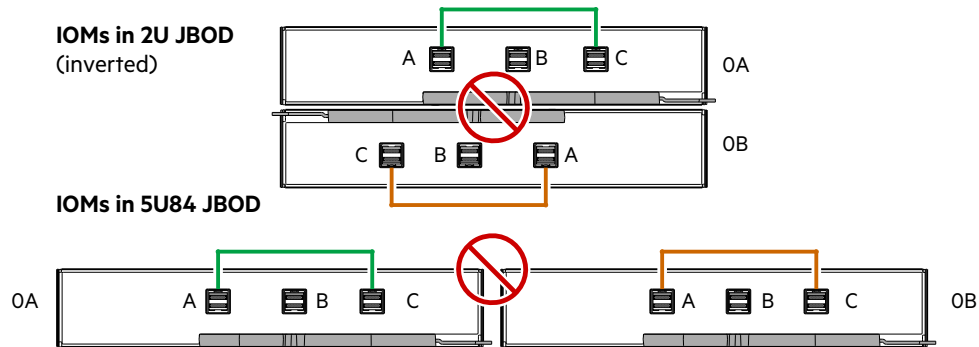 IOMs in 2U JBOD
(inverted)
A B C 0A
C B A 0B
IOMs in 5U84 JBOD
0A A B C A B C 0B